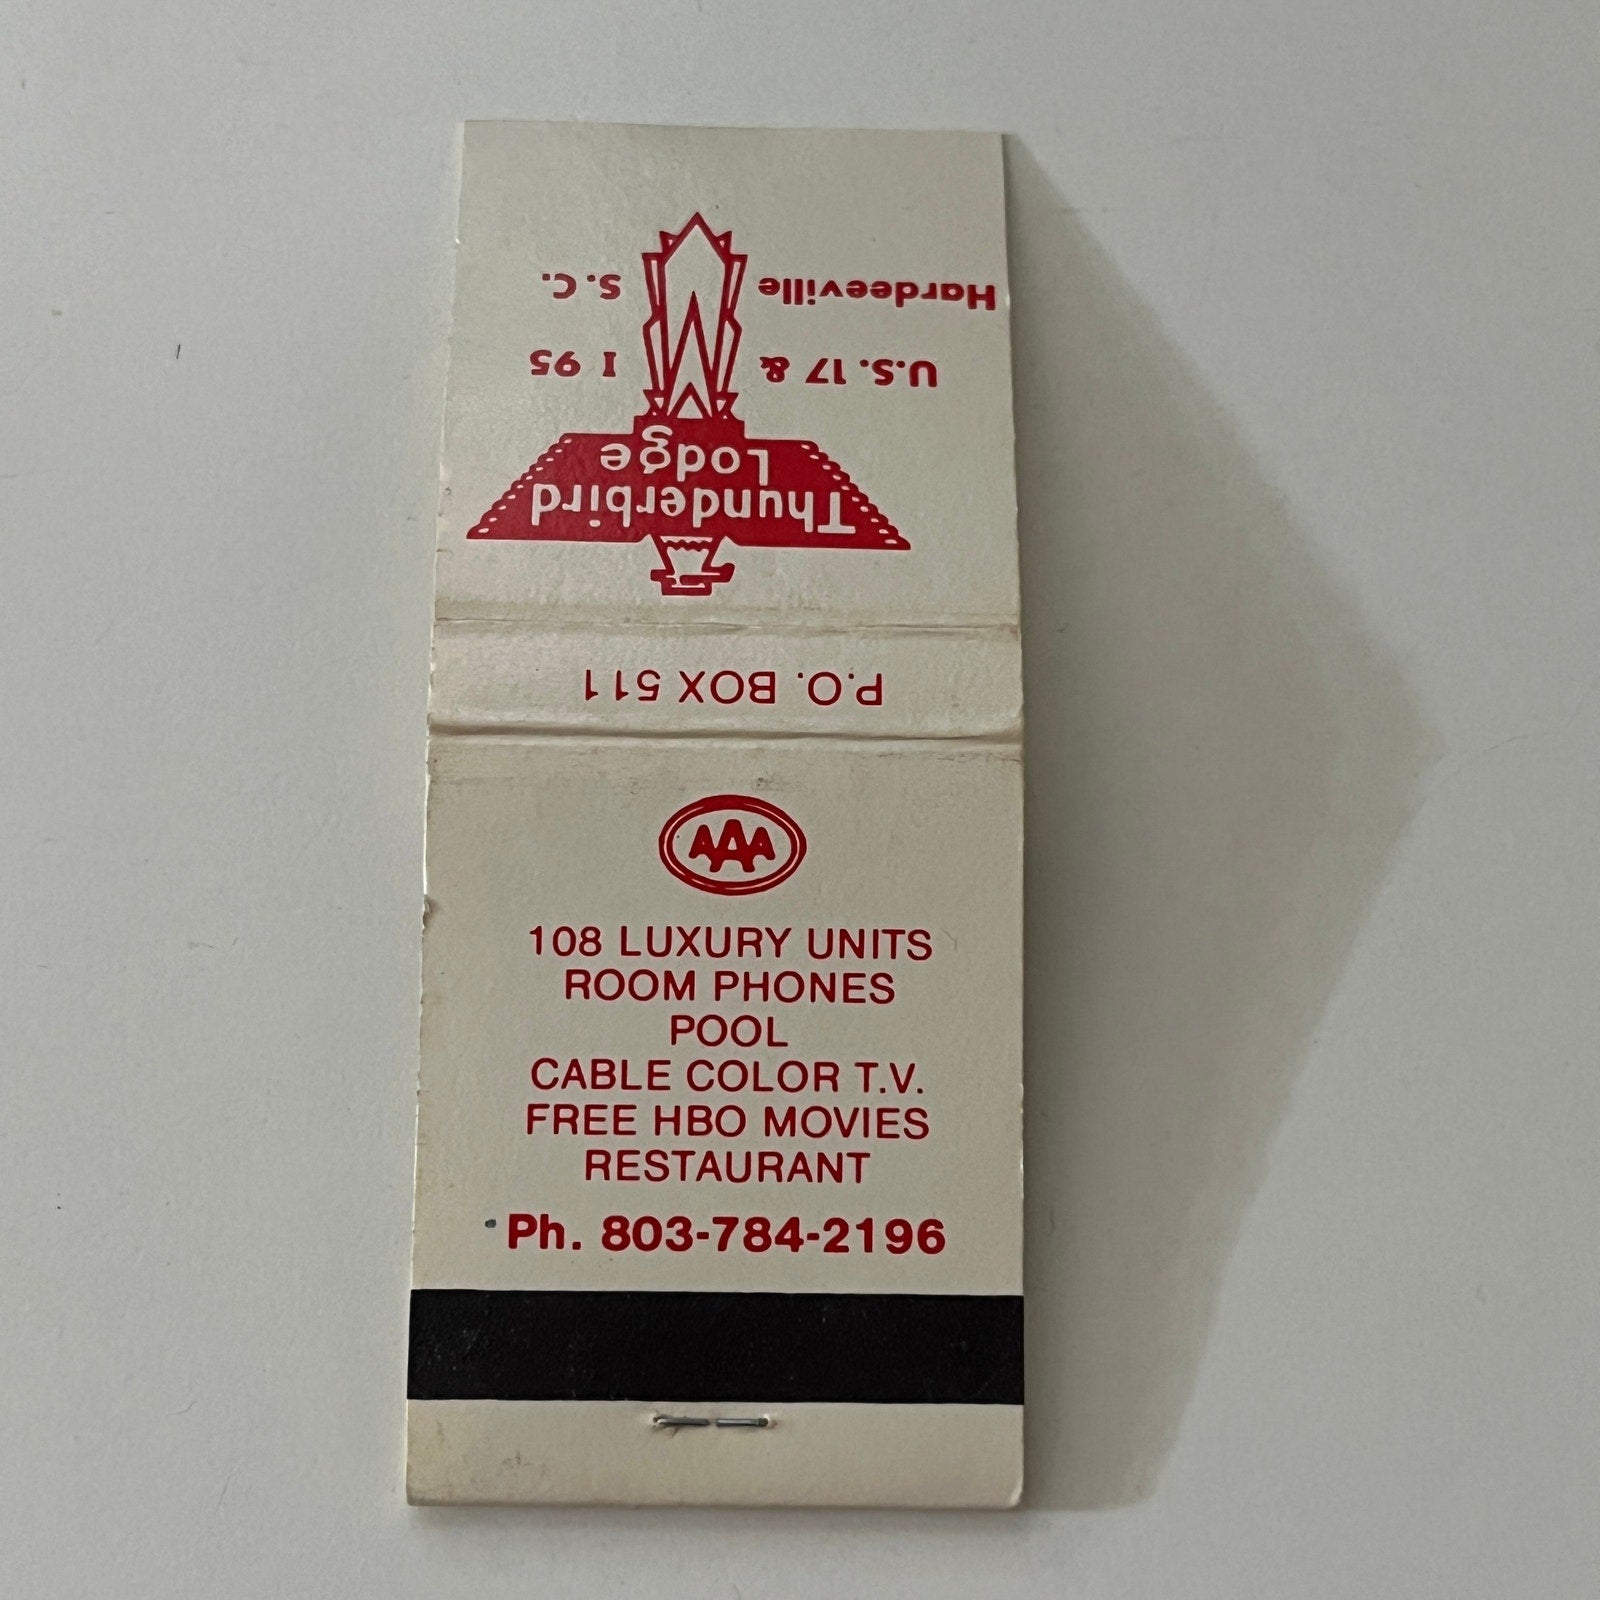 Thunderbird
Lodge
U.S. 17 & I 95
Hardeeville S.C.
P.O. BOX 511
AAA
108 LUXURY UNITS
ROOM PHONES
POOL
CABLE COLOR T.V.
FREE HBO MOVIES
RESTAURANT
Ph. 803-784-2196